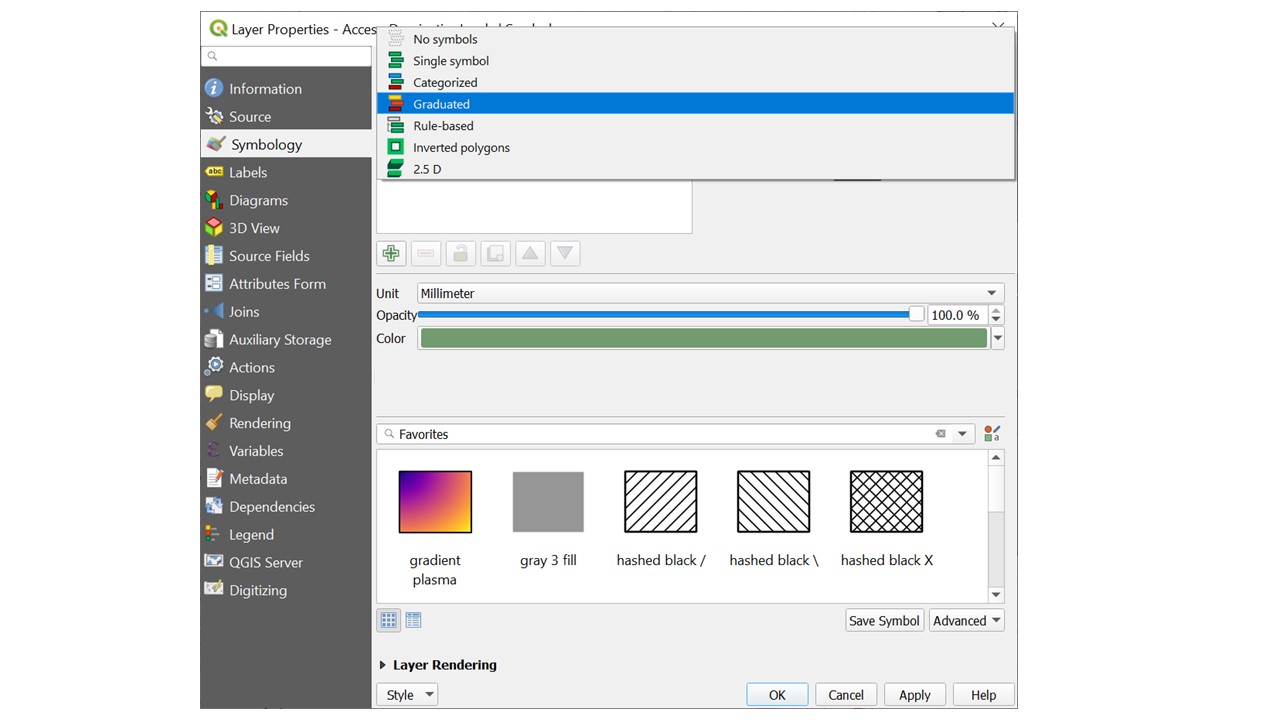 Layer Properties - Acces
No symbols
Single symbol
Categorized
Graduated
Rule-based
Inverted polygons
2.5 D
Information
Source
Symbology
abc Labels
Diagrams
3D View
Source Fields
Attributes Form
Joins
Auxiliary Storage
Actions
Display
Rendering
Variables
Metadata
Dependencies
Legend
QGIS Server
Digitizing
Unit Millimeter
Opacity 100.0 %
Color
Favorites
gradient plasma
gray 3 fill
hashed black /
hashed black \
hashed black X
Save Symbol Advanced
Layer Rendering
Style OK Cancel Apply Help